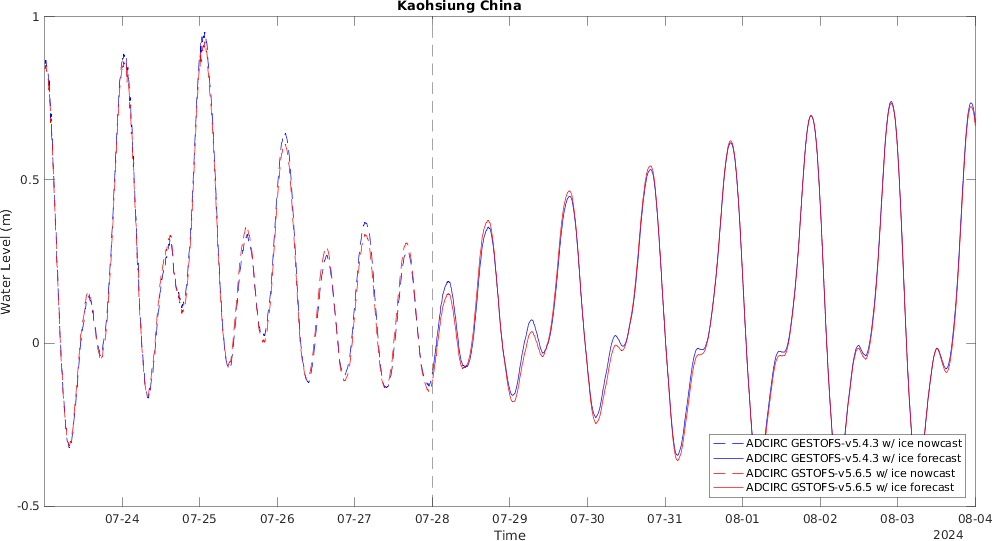 Kaohsiung China
Water Level (m)
1
0.5
0
-0.5
07-24 07-25 07-26 07-27 07-28 07-29 07-30 07-31 08-01 08-02 08-03 08-04
Time
2024
ADCIRC GESTOFS-v5.4.3 w/ ice nowcast
ADCIRC GESTOFS-v5.4.3 w/ ice forecast
ADCIRC GSTOFS-v5.6.5 w/ ice nowcast
ADCIRC GSTOFS-v5.6.5 w/ ice forecast